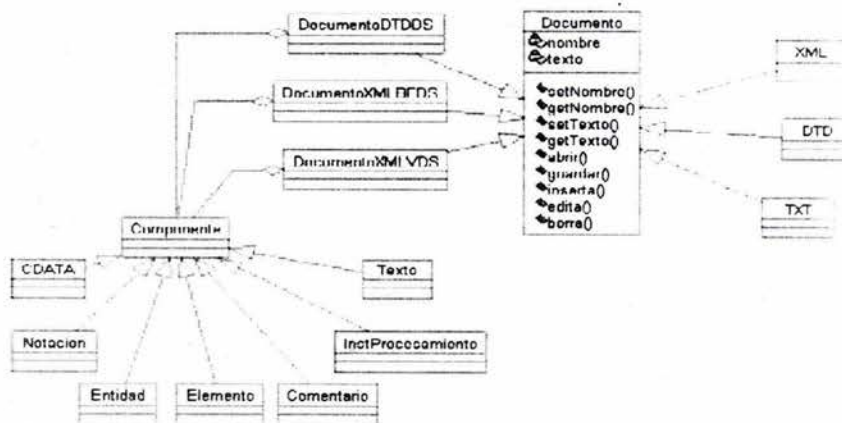 DocumentoDTDDS
Documento
nombre
texto
setNombre()
getNombre()
setTexto()
getTexto()
abrir()
guardar()
inserta()
edita()
borra()
XML
DTD
TXT
DocumentoXMLBFDS
DocumentoXMLVDS
Componente
CDATA
Texto
Notacion
InstProcesamiento
Entidad
Elemento
Comentario